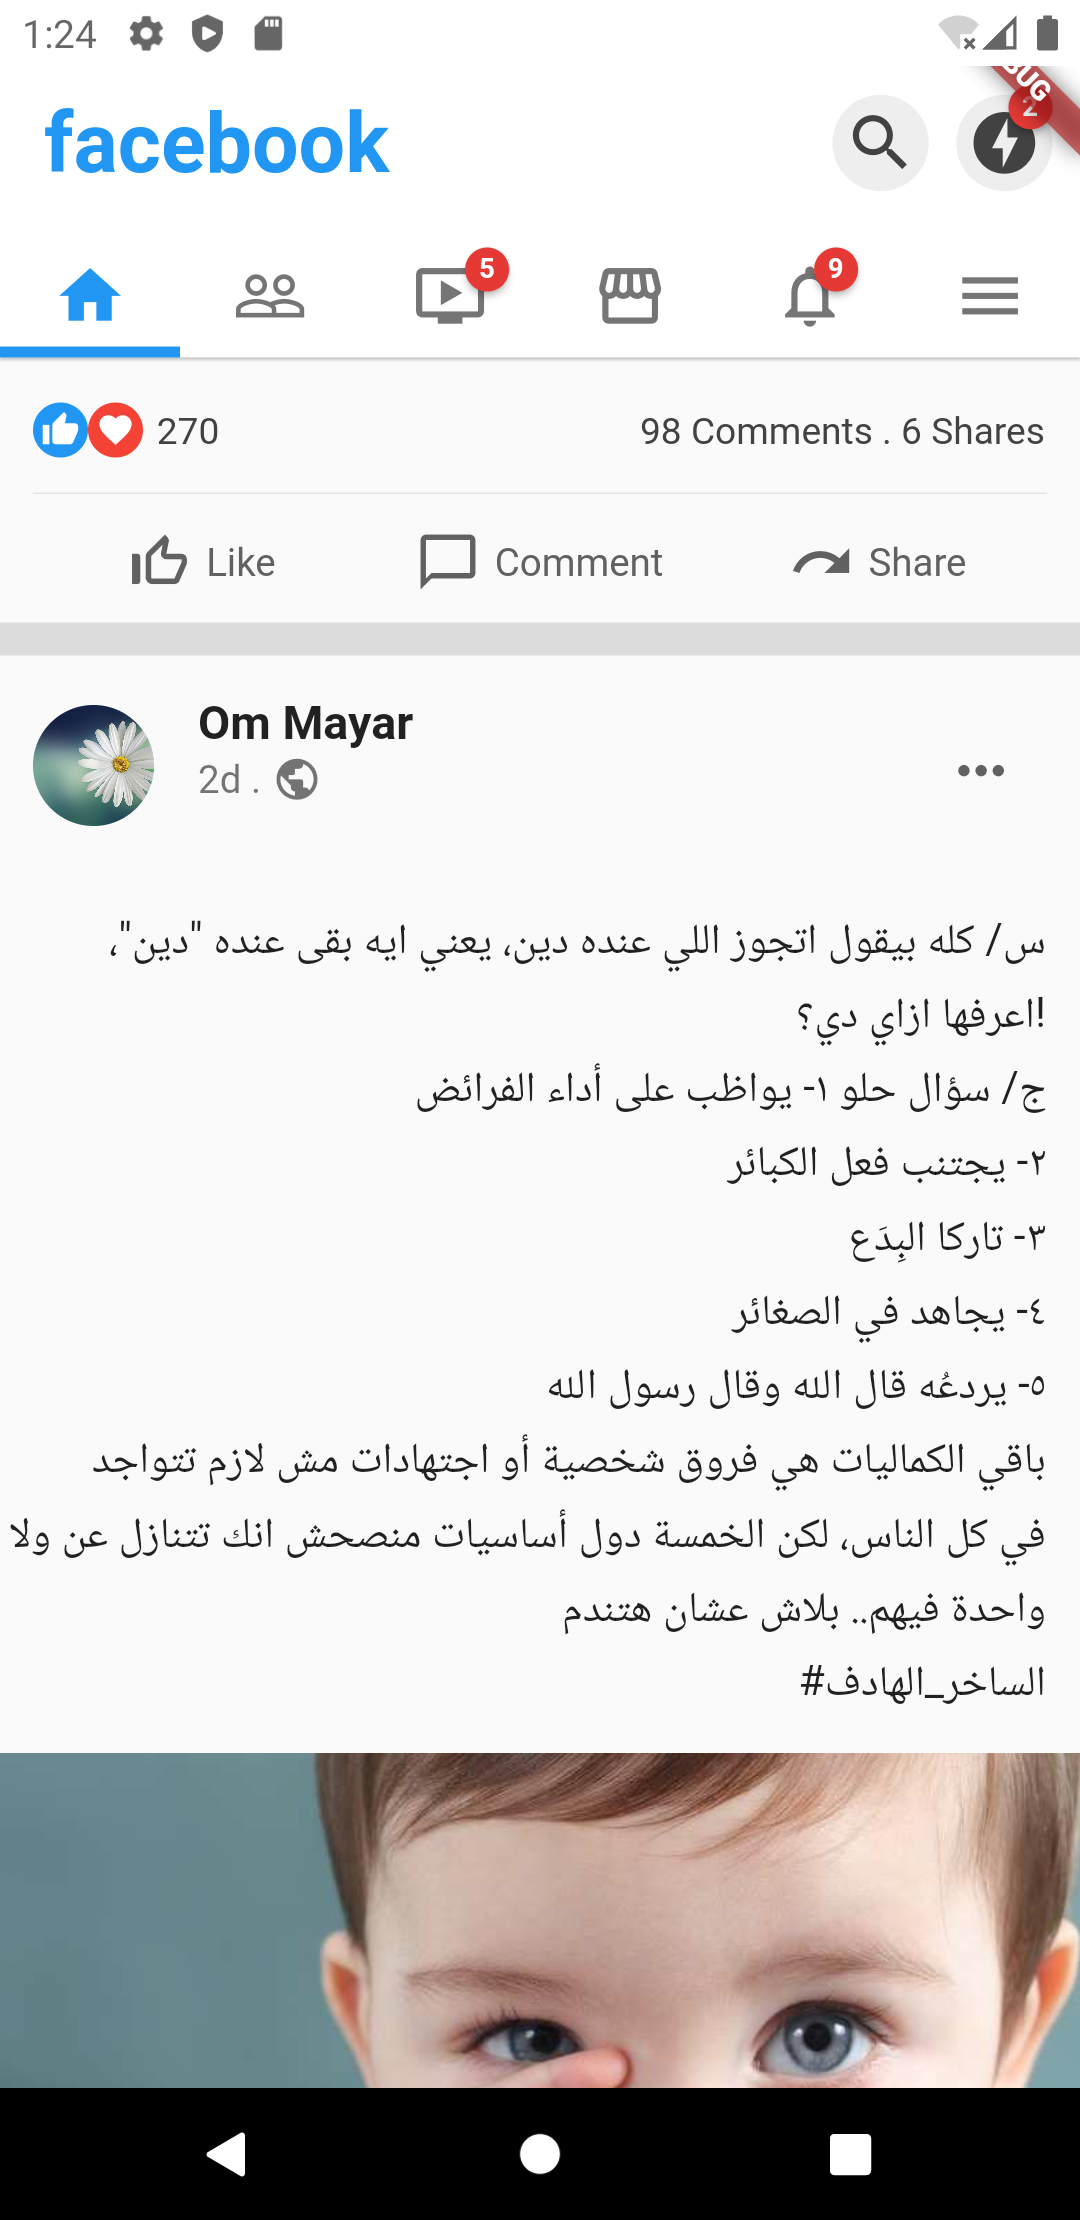 1:24
BUG
facebook
2
5
9
270
98 Comments . 6 Shares
Like
Comment
Share
Om Mayar
2d .
س/ كله بيقول اتجوز اللي عنده دين، يعني ايه بقى عنده "دين"،
!اعرفها ازاي دي؟
ج/ سؤال حلو ١- يواظب على أداء الفرائض
٢- يجتنب فعل الكبائر
٣- تاركا البِدَع
٤- يجاهد في الصغائر
٥- يردعُه قال الله وقال رسول الله
باقي الكماليات هي فروق شخصية أو اجتهادات مش لازم تتواجد
في كل الناس، لكن الخمسة دول أساسيات منصحش انك تتنازل عن ولا
واحدة فيهم.. بلاش عشان هتندم
الساخر_الهادف#